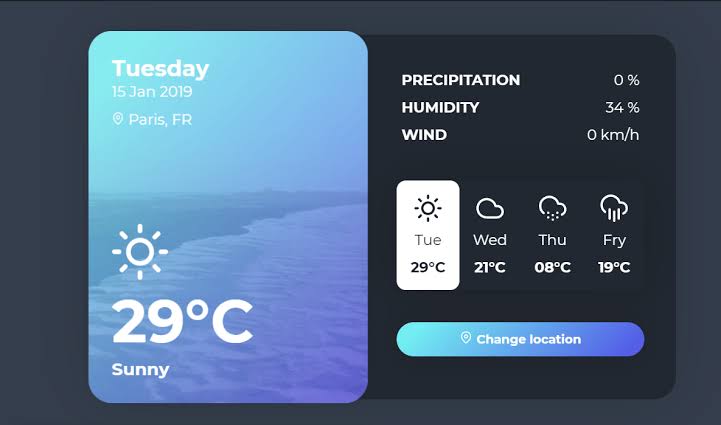 Tuesday
15 Jan 2019
Paris, FR
29°C
Sunny
PRECIPITATION 0 %
HUMIDITY 34 %
WIND 0 km/h
Tue Wed Thu Fry
29°C 21°C 08°C 19°C
Change location